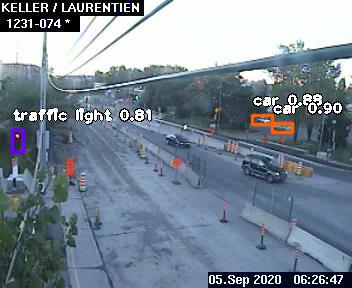 KELLER / LAURENTIEN
1231-074 *
car 0.88
car 0.90
traffic light 0.81
05.Sep 2020 06:26:47